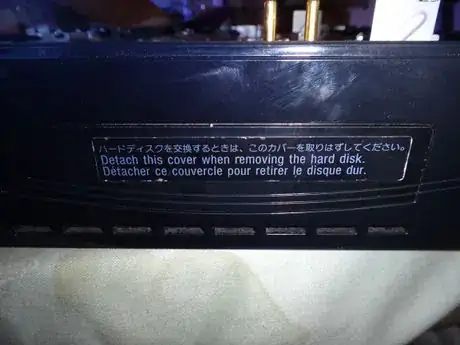 2
ハードディスクを交換するときは、このカバーを取りはずしてください。
Detach this cover when removing the hard disk.
Détacher ce couvercle pour retirer le disque dur.